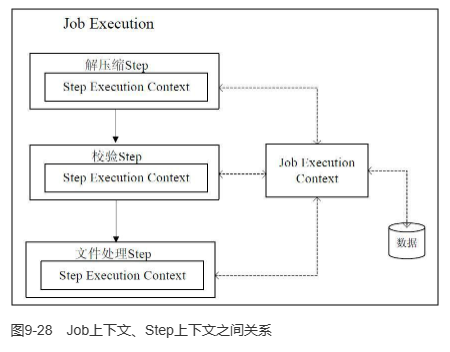 Job Execution
解压缩Step
Step Execution Context
校验Step
Step Execution Context
Job Execution
Context
文件处理Step
Step Execution Context
数据
图9-28 Job上下文、Step上下文之间关系